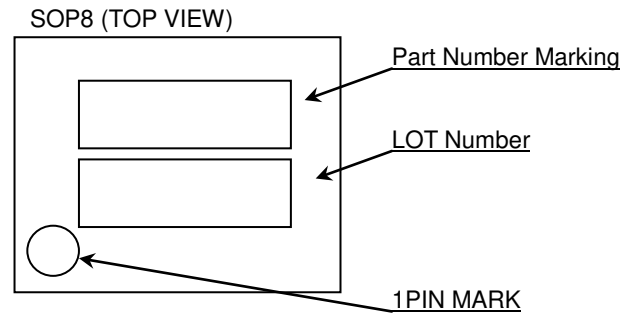 SOP8 (TOP VIEW)
Part Number Marking
LOT Number
1PIN MARK